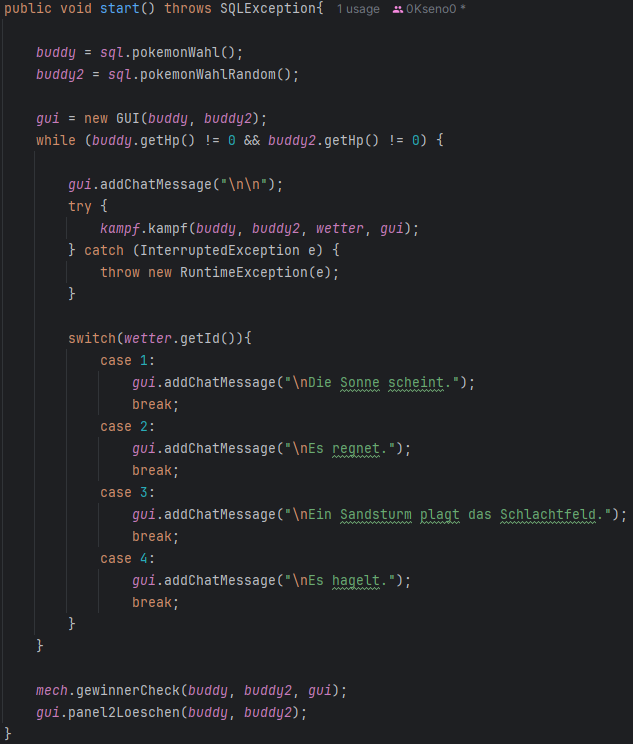 public void start() throws SQLException{ 1 usage 0Kseno0 *
buddy = sql.pokemonWahl();
buddy2 = sql.pokemonWahlRandom();
gui = new GUI(buddy, buddy2);
while (buddy.getHp() != 0 && buddy2.getHp() != 0) {
gui.addChatMessage("\n\n");
try {
kampf.kampf(buddy, buddy2, wetter, gui);
} catch (InterruptedException e) {
throw new RuntimeException(e);
}
switch(wetter.getId()){
case 1:
gui.addChatMessage("\nDie Sonne scheint.");
break;
case 2:
gui.addChatMessage("\nEs regnet.");
break;
case 3:
gui.addChatMessage("\nEin Sandsturm plagt das Schlachtfeld.");
break;
case 4:
gui.addChatMessage("\nEs hagelt.");
break;
}
}
mech.gewinnerCheck(buddy, buddy2, gui);
gui.panel2Loeschen(buddy, buddy2);
}